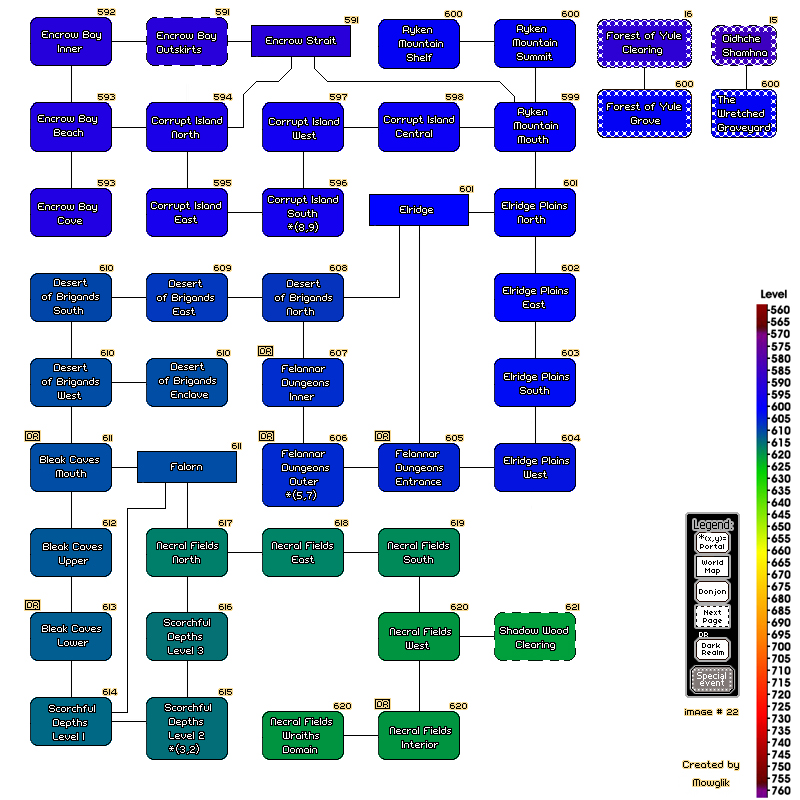 592
591
591
600
600
16
15
Encrow Bay
Inner
Encrow Bay
Outskirts
Encrow Strait
Ryken
Mountain
Shelf
Ryken
Mountain
Summit
Forest of Yule
Clearing
Oidhche
Shamhna
593
594
597
598
599
600
600
Encrow Bay
Beach
Corrupt Island
North
Corrupt Island
West
Corrupt Island
Central
Ryken
Mountain
Mouth
Forest of Yule
Grove
The
Wretched
Graveyard
593
595
596
601
601
Encrow Bay
Cave
Corrupt Island
East
Corrupt Island
South
*(8,9)
Elridge
Elridge Plains
North
610
609
608
602
Desert
of Brigands
South
Desert
of Brigands
East
Desert
of Brigands
North
Elridge Plains
East
610
610
DR
607
603
Desert
of Brigands
West
Desert
of Brigands
Enclave
Felannar
Dungeons
Inner
Elridge Plains
South
DR
611
611
DR
606
DR
605
604
Bleak Caves
Mouth
Falorn
Felannar
Dungeons
Outer
*(5,7)
Felannar
Dungeons
Entrance
Elridge Plains
West
612
617
618
619
Bleak Caves
Upper
Necral Fields
North
Necral Fields
East
Necral Fields
South
DR
613
616
620
621
Bleak Caves
Lower
Scorchful
Depths
Level 3
Necral Fields
West
Shadow Wood
Clearing
614
615
620
DR
620
Scorchful
Depths
Level 1
Scorchful
Depths
Level 2
*(3,2)
Necral Fields
Wraiths
Domain
Necral Fields
Interior
Level
560
565
570
575
580
585
590
595
600
605
610
615
620
625
630
635
640
645
650
655
660
665
670
675
680
685
690
695
700
705
710
715
720
725
730
735
740
745
750
755
760
Legend:
*(x,y)=
Portal
World
Map
Donjon
Next
Page
DR
Dark
Realm
Special
event
image # 22
Created by
Mowglik